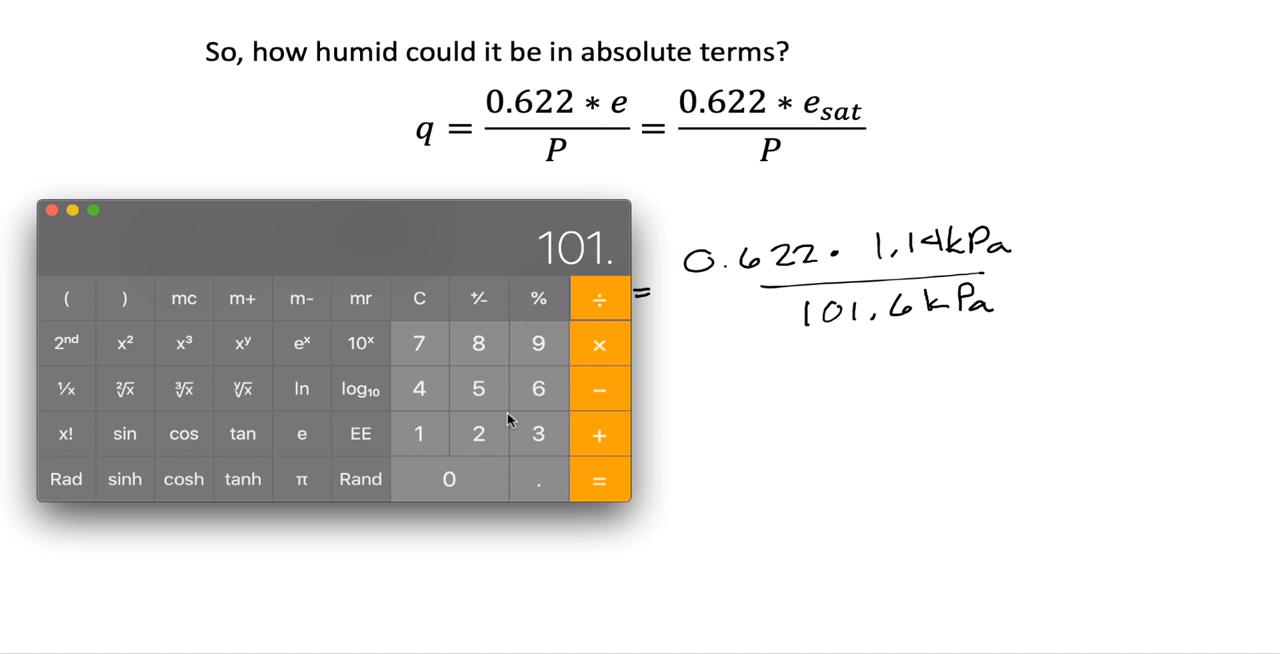 So, how humid could it be in absolute terms?
q = 0.622 * e / P = 0.622 * e_sat / P
101.
( ) mc m+ m- mr C +/- % ÷
2nd x² x³ xʸ eˣ 10ˣ 7 8 9 ×
1/x ²√x ³√x ʸ√x ln log₁₀ 4 5 6 −
x! sin cos tan e EE 1 2 3 +
Rad sinh cosh tanh π Rand 0 . =
= 0.622 · 1.14kPa / 101.6kPa